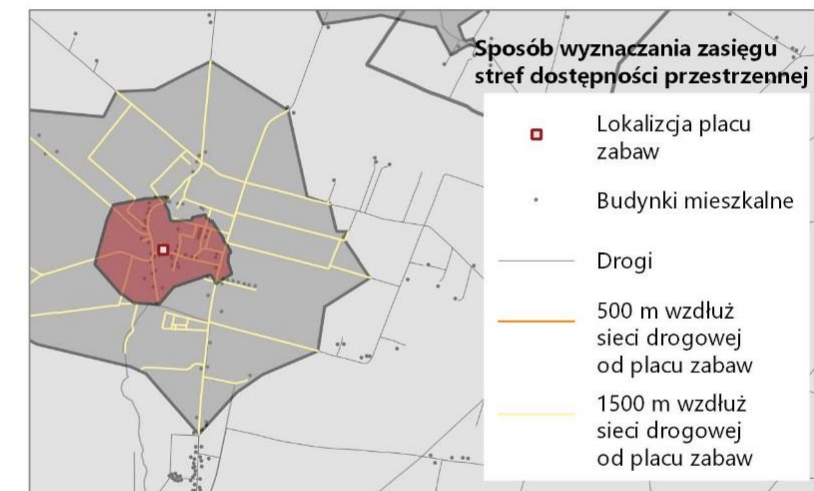 Sposób wyznaczania zasięgu
stref dostępności przestrzennej
Lokalizcja placu
zabaw
Budynki mieszkalne
Drogi
500 m wzdłuż
sieci drogowej
od placu zabaw
1500 m wzdłuż
sieci drogowej
od placu zabaw